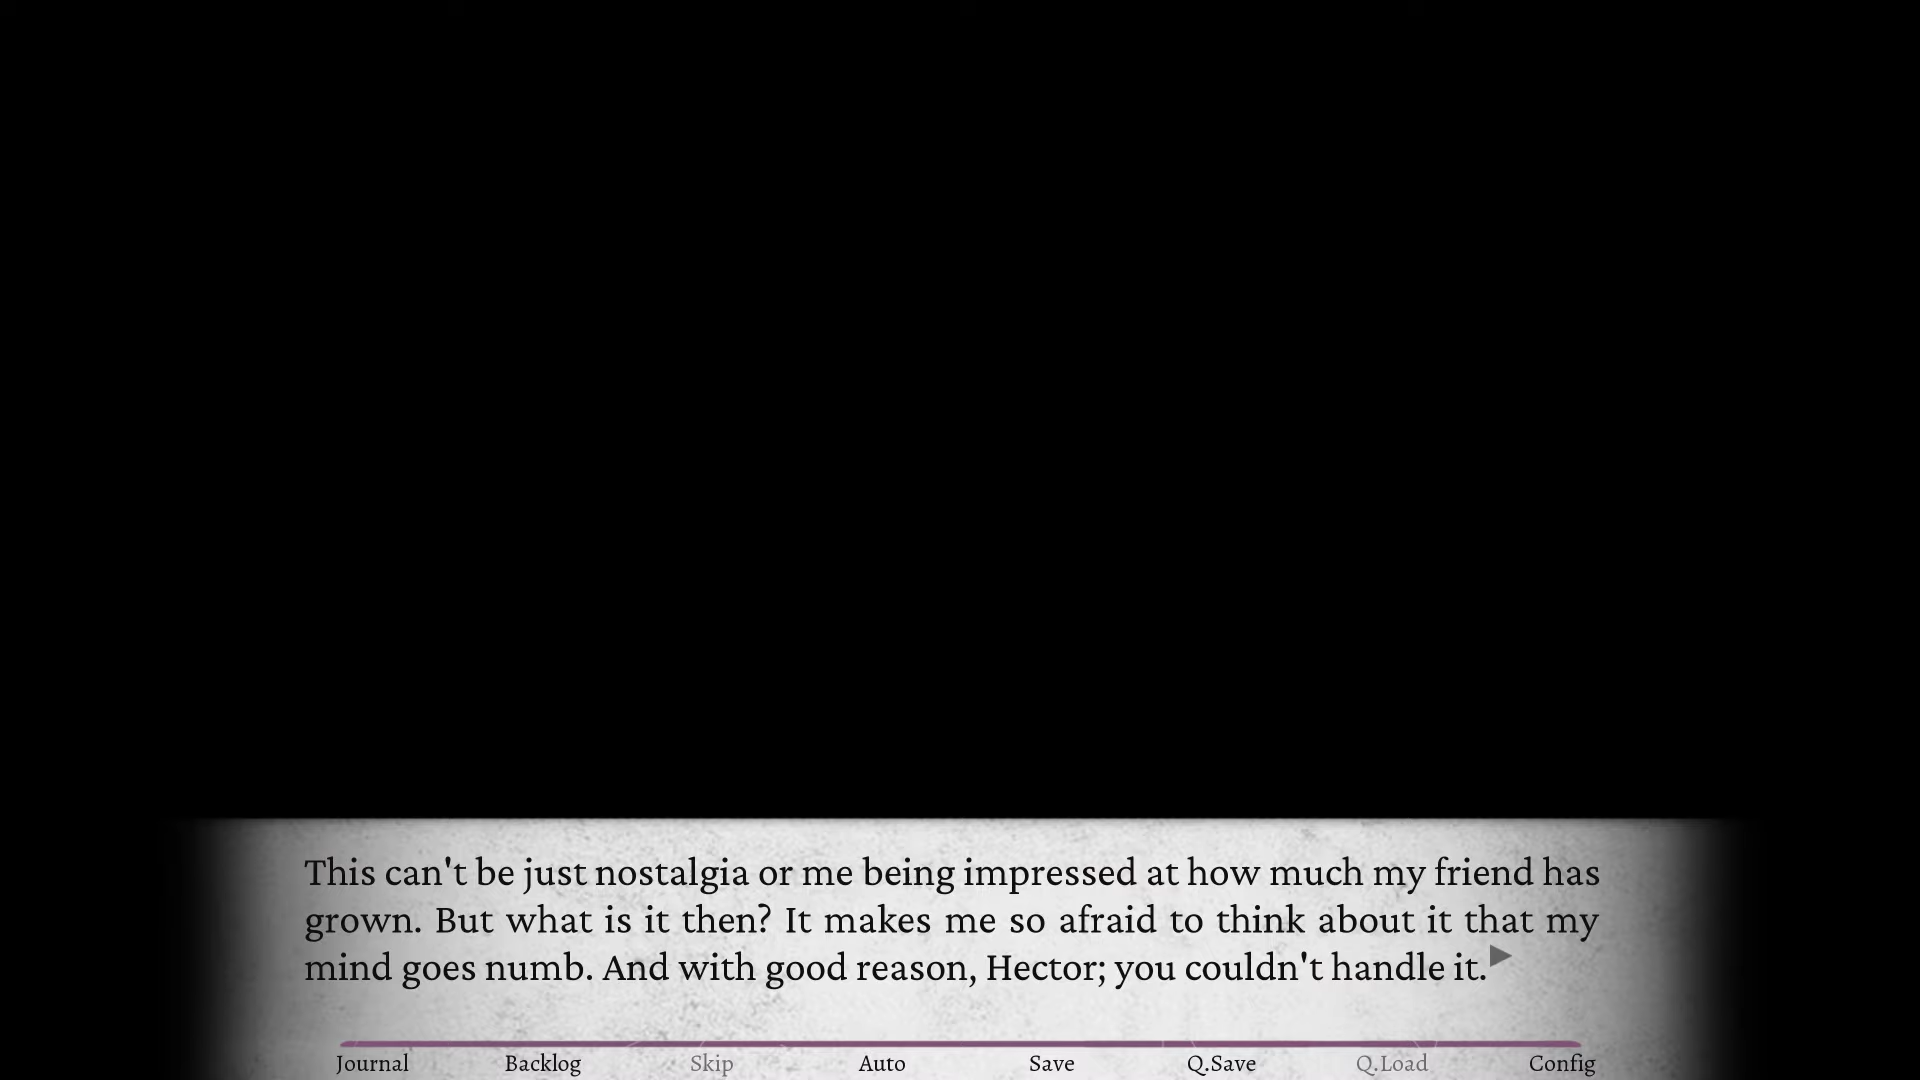 This can't be just nostalgia or me being impressed at how much my friend has
grown. But what is it then? It makes me so afraid to think about it that my
mind goes numb. And with good reason, Hector; you couldn't handle it.
Journal Backlog Skip Auto Save Q.Save Q.Load Config